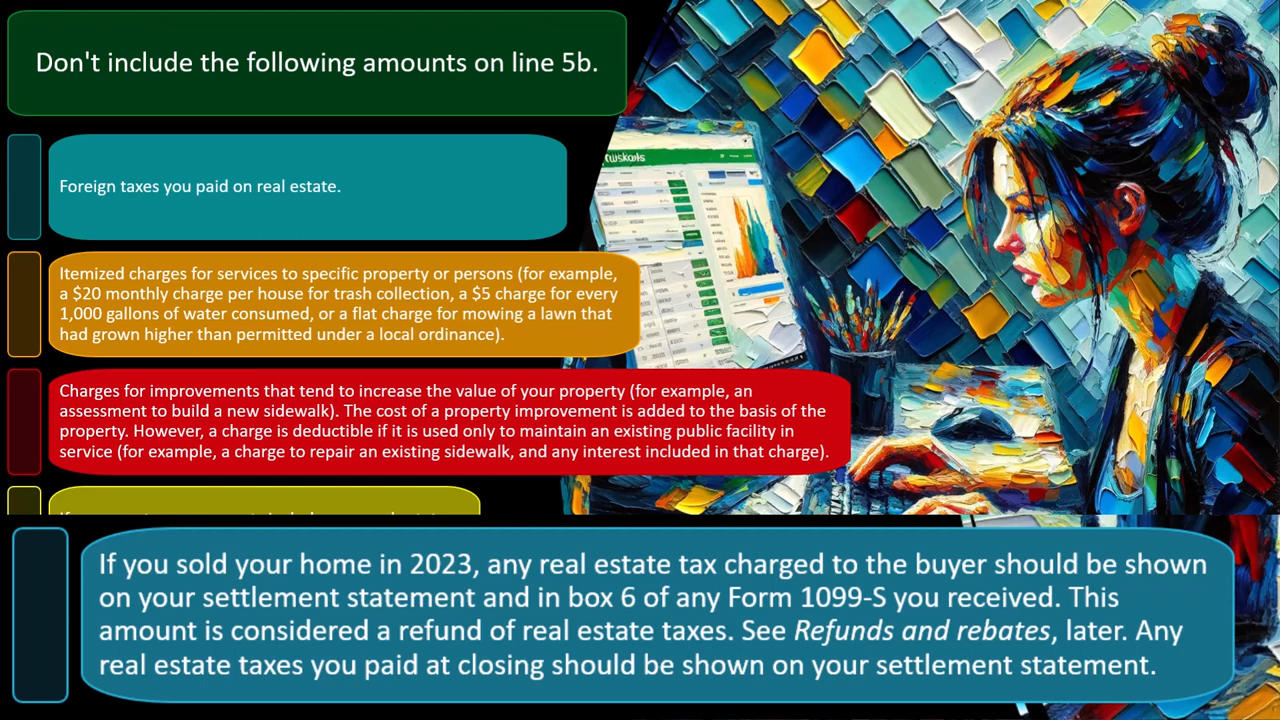 Don't include the following amounts on line 5b.
Foreign taxes you paid on real estate.
Itemized charges for services to specific property or persons (for example,
a $20 monthly charge per house for trash collection, a $5 charge for every
1,000 gallons of water consumed, or a flat charge for mowing a lawn that
had grown higher than permitted under a local ordinance).
Charges for improvements that tend to increase the value of your property (for example, an
assessment to build a new sidewalk). The cost of a property improvement is added to the basis of the
property. However, a charge is deductible if it is used only to maintain an existing public facility in
service (for example, a charge to repair an existing sidewalk, and any interest included in that charge).
If you sold your home in 2023, any real estate tax charged to the buyer should be shown
on your settlement statement and in box 6 of any Form 1099-S you received. This
amount is considered a refund of real estate taxes. See Refunds and rebates, later. Any
real estate taxes you paid at closing should be shown on your settlement statement.